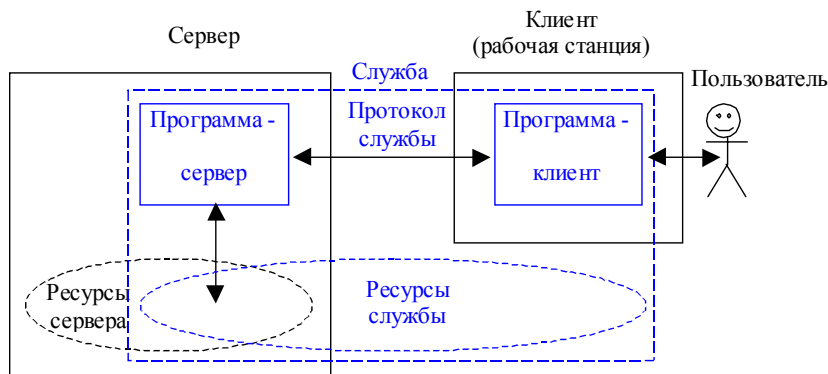 Сервер
Клиент
(рабочая станция)
Служба
Пользователь
Программа -
сервер
Протокол
службы
Программа -
клиент
Ресурсы
сервера
Ресурсы
службы